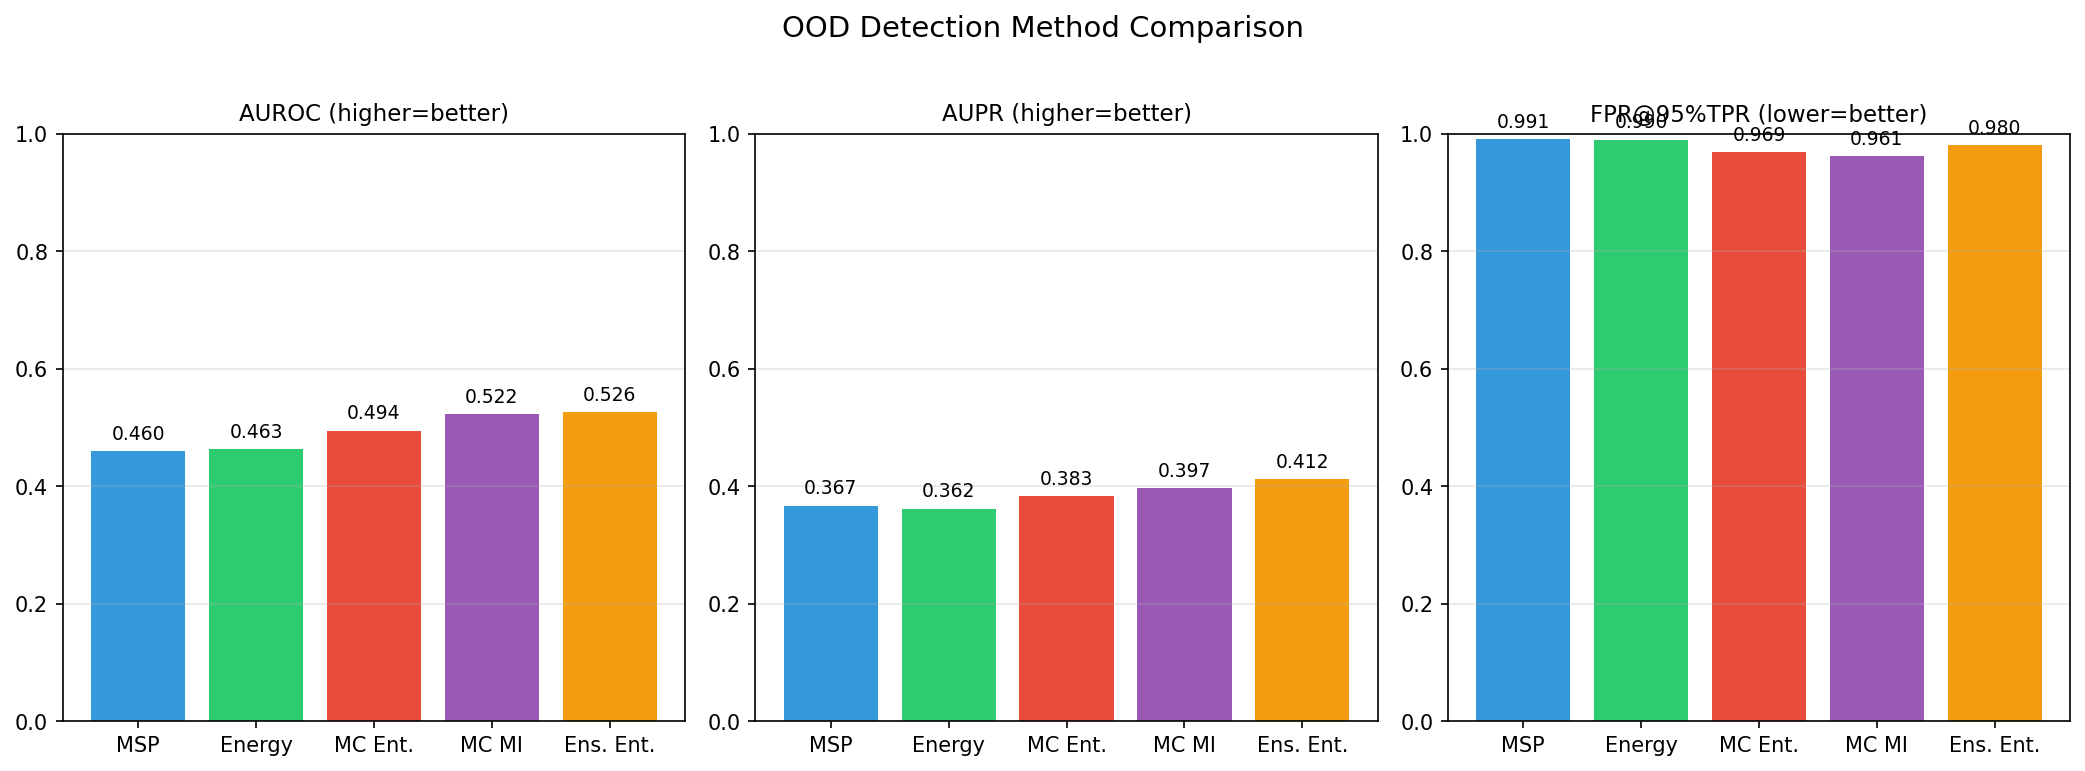 OOD Detection Method Comparison
AUROC (higher=better)
1.0
0.8
0.6
0.4
0.2
0.0
0.460
0.463
0.494
0.522
0.526
MSP
Energy
MC Ent.
MC MI
Ens. Ent.
AUPR (higher=better)
1.0
0.8
0.6
0.4
0.2
0.0
0.367
0.362
0.383
0.397
0.412
MSP
Energy
MC Ent.
MC MI
Ens. Ent.
FPR@95%TPR (lower=better)
1.0
0.8
0.6
0.4
0.2
0.0
0.991
0.990
0.969
0.961
0.980
MSP
Energy
MC Ent.
MC MI
Ens. Ent.